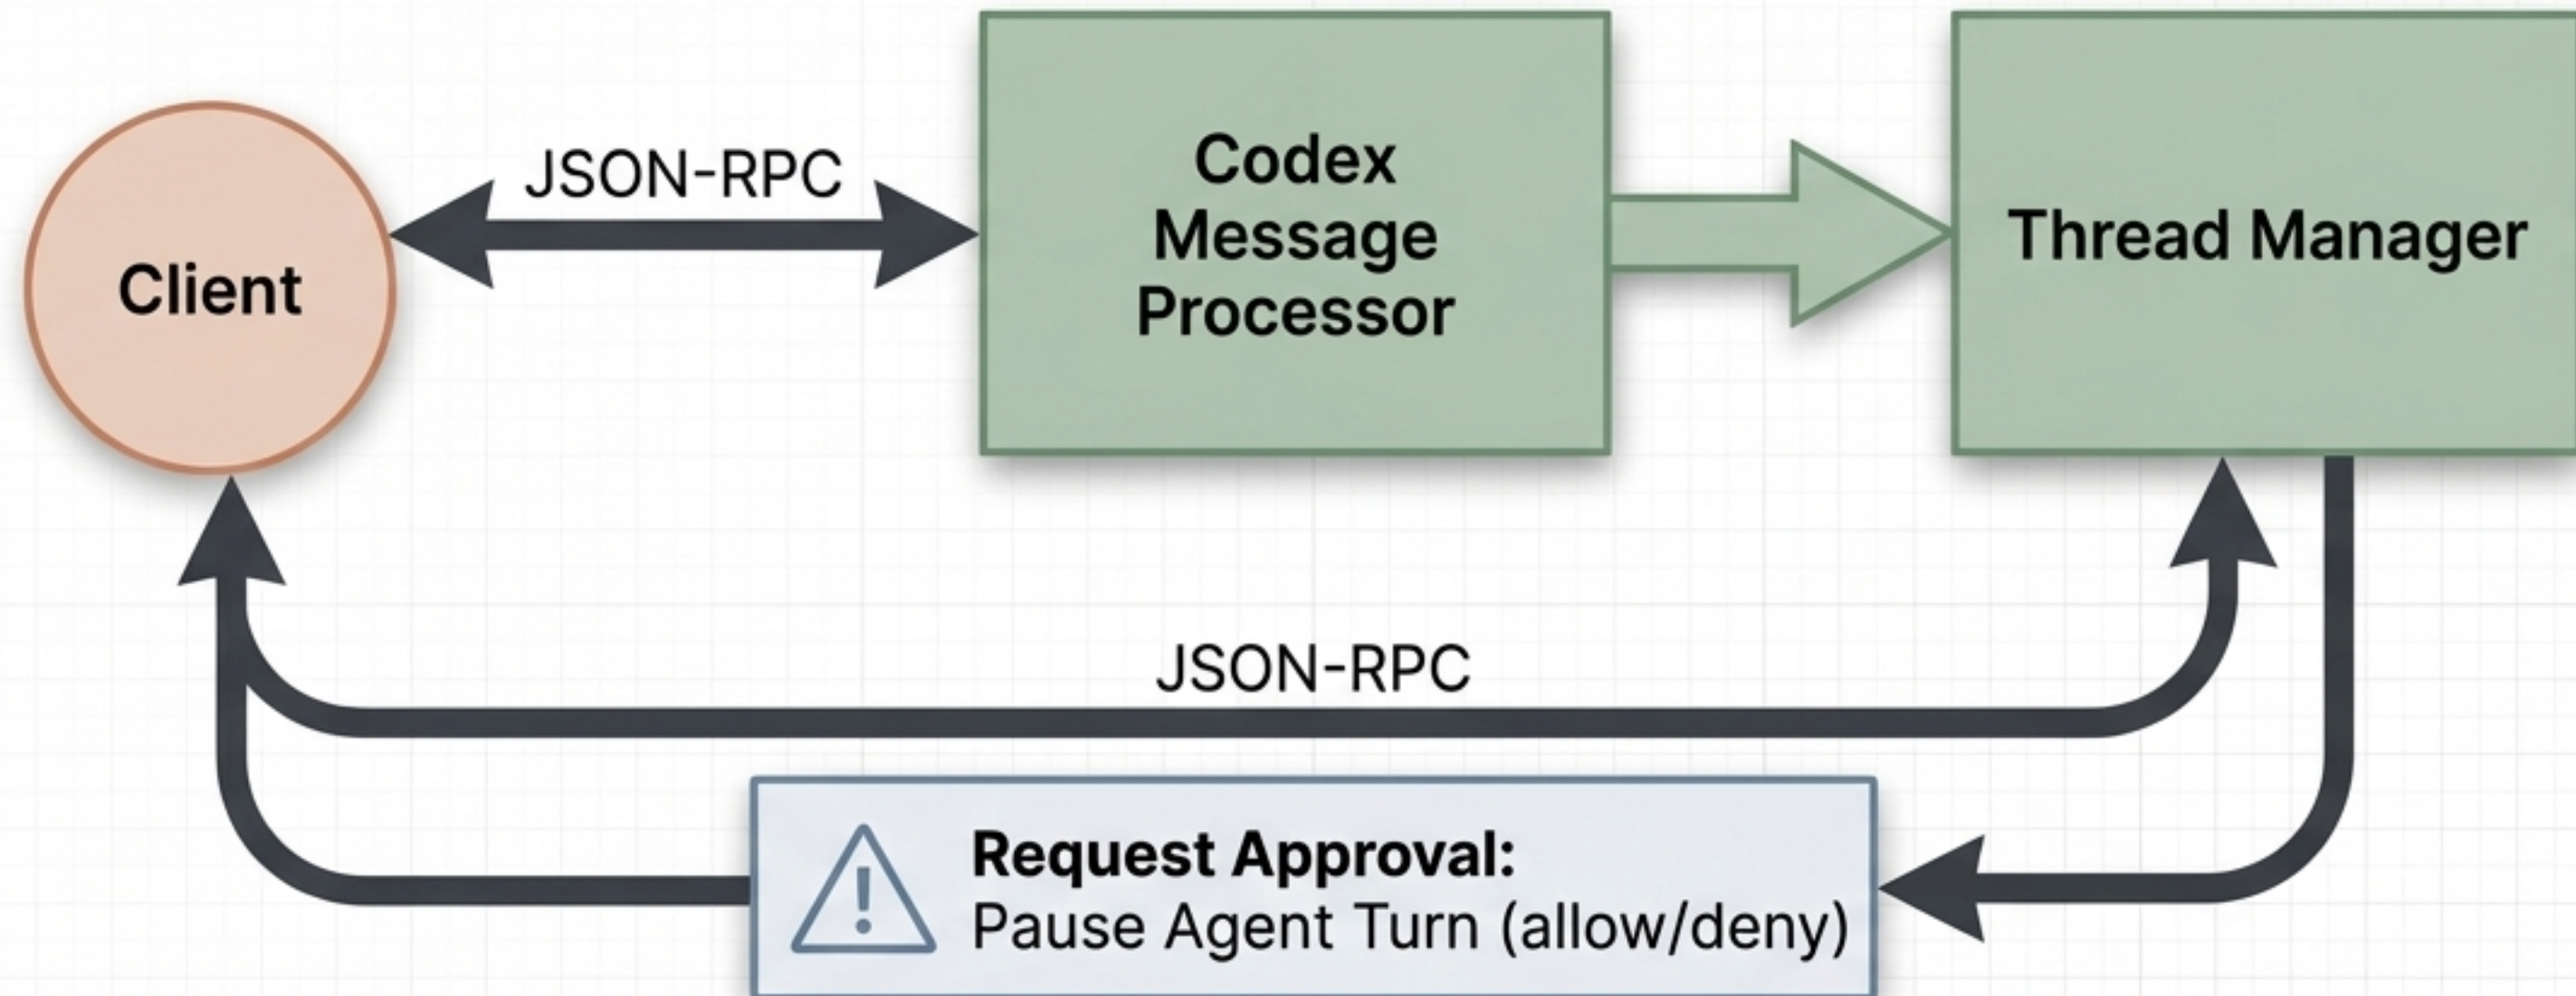 JSON-RPC
Client
Codex
Message
Processor
Thread Manager
JSON-RPC
Request Approval:
Pause Agent Turn (allow/deny)